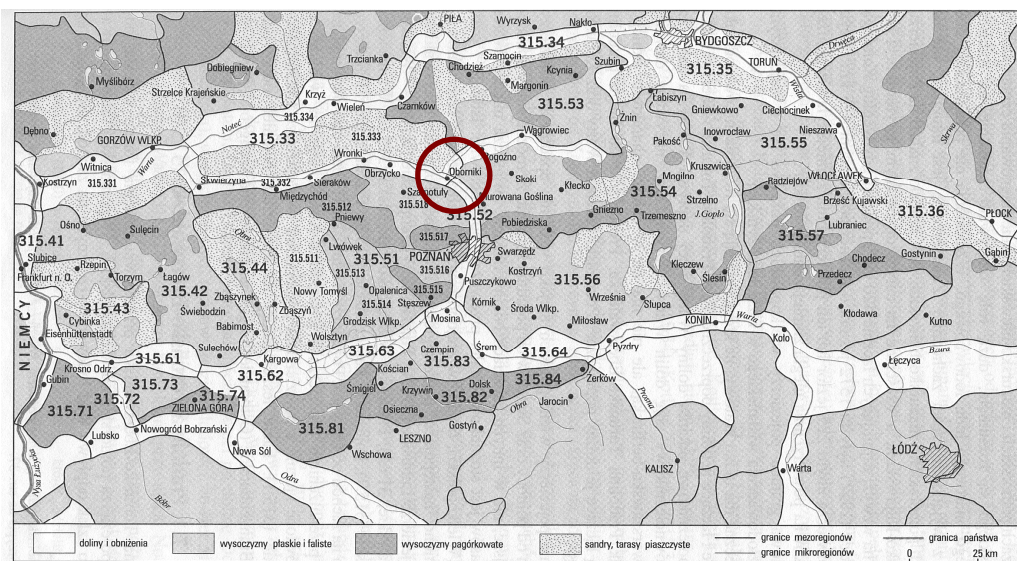 PIŁA
Wyrzysk
Nakło
315.34
BYDGOSZCZ
Drwęca
Trzcianka
Szamocin
Chodzież
Szubin
315.35
TORUŃ
Dobiegniew
Margonin
Kcynia
Myślibórz
Strzelce Krajeńskie
Krzyż
Wieleń
Czarnków
315.53
Łabiszyn
Gniewkowo
Ciechocinek
Wisła
315.334
Noteć
Żnin
Nieszawa
Skrwa
Dębno
GORZÓW WLKP.
315.33
315.333
Wągrowiec
Pakość
Inowrocław
315.55
Warta
Wronki
Rogoźno
Witnica
Obrzycko
Oborniki
Skoki
Mogilno
Kruszwica
Kostrzyn
315.331
Skwierzyna
315.332
Sieraków
Szamotuły
Kłecko
315.54
Radziejów
WŁOCŁAWEK
Międzychód
315.518
Murowana Goślina
Strzelno
Brześć Kujawski
315.512
315.52
Gniezno
Trzemeszno
J.Gopło
315.36
Ośno
Sulęcin
Pniewy
Pobiedziska
Lubraniec
PŁOCK
315.41
Obra
Lwówek
315.517
315.57
Słubice
315.51
POZNAŃ
Swarzędz
Gostynin
Gąbin
Frankfurt n. O.
Rzepin
Torzym
Łagów
315.44
315.511
315.513
315.516
Kostrzyń
Kleczew
Ślesin
Chodecz
Przedecz
315.42
Zbąszynek
Nowy Tomyśl
Opalenica
315.515
Puszczykowo
315.56
315.43
Świebodzin
Zbąszyń
315.514
Stęszew
Kórnik
Środa Wlkp.
Września
Słupca
Kłodawa
Cybinka
Babimost
Grodzisk Wlkp.
Mosina
Miłosław
KONIN
Warta
Kutno
NIEMCY
Eisenhüttenstadt
Wolsztyn
Koło
Sulechów
Kargowa
315.63
Czempin
Śrem
315.64
Pyzdry
Bzura
315.61
315.62
315.83
Łęczyca
Krosno Odrz.
Kościan
Gubin
315.73
Śmigiel
Krzywin
Dolsk
315.84
Żerków
315.72
315.74
315.82
Prosna
315.71
ZIELONA GÓRA
Osieczna
Obra
Jarocin
315.81
Gostyń
Lubsko
Nowogród Bobrzański
LESZNO
Nowa Sól
Wschowa
ŁÓDŹ
KALISZ
Warta
Nysa Łużycka
Bóbr
Odra
doliny i obniżenia
wysoczyzny płaskie i faliste
wysoczyzny pagórkowate
sandry, tarasy piaszczyste
granice mezoregionów
granice mikroregionów
granica państwa
0 25 km